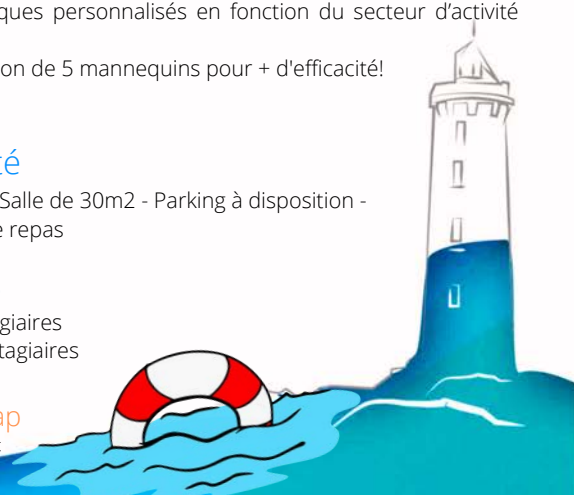 ques personnalisés en fonction du secteur d’activité
on de 5 mannequins pour + d'efficacité!
té
Salle de 30m2 - Parking à disposition -
repas
giaires
tagiaires
ap